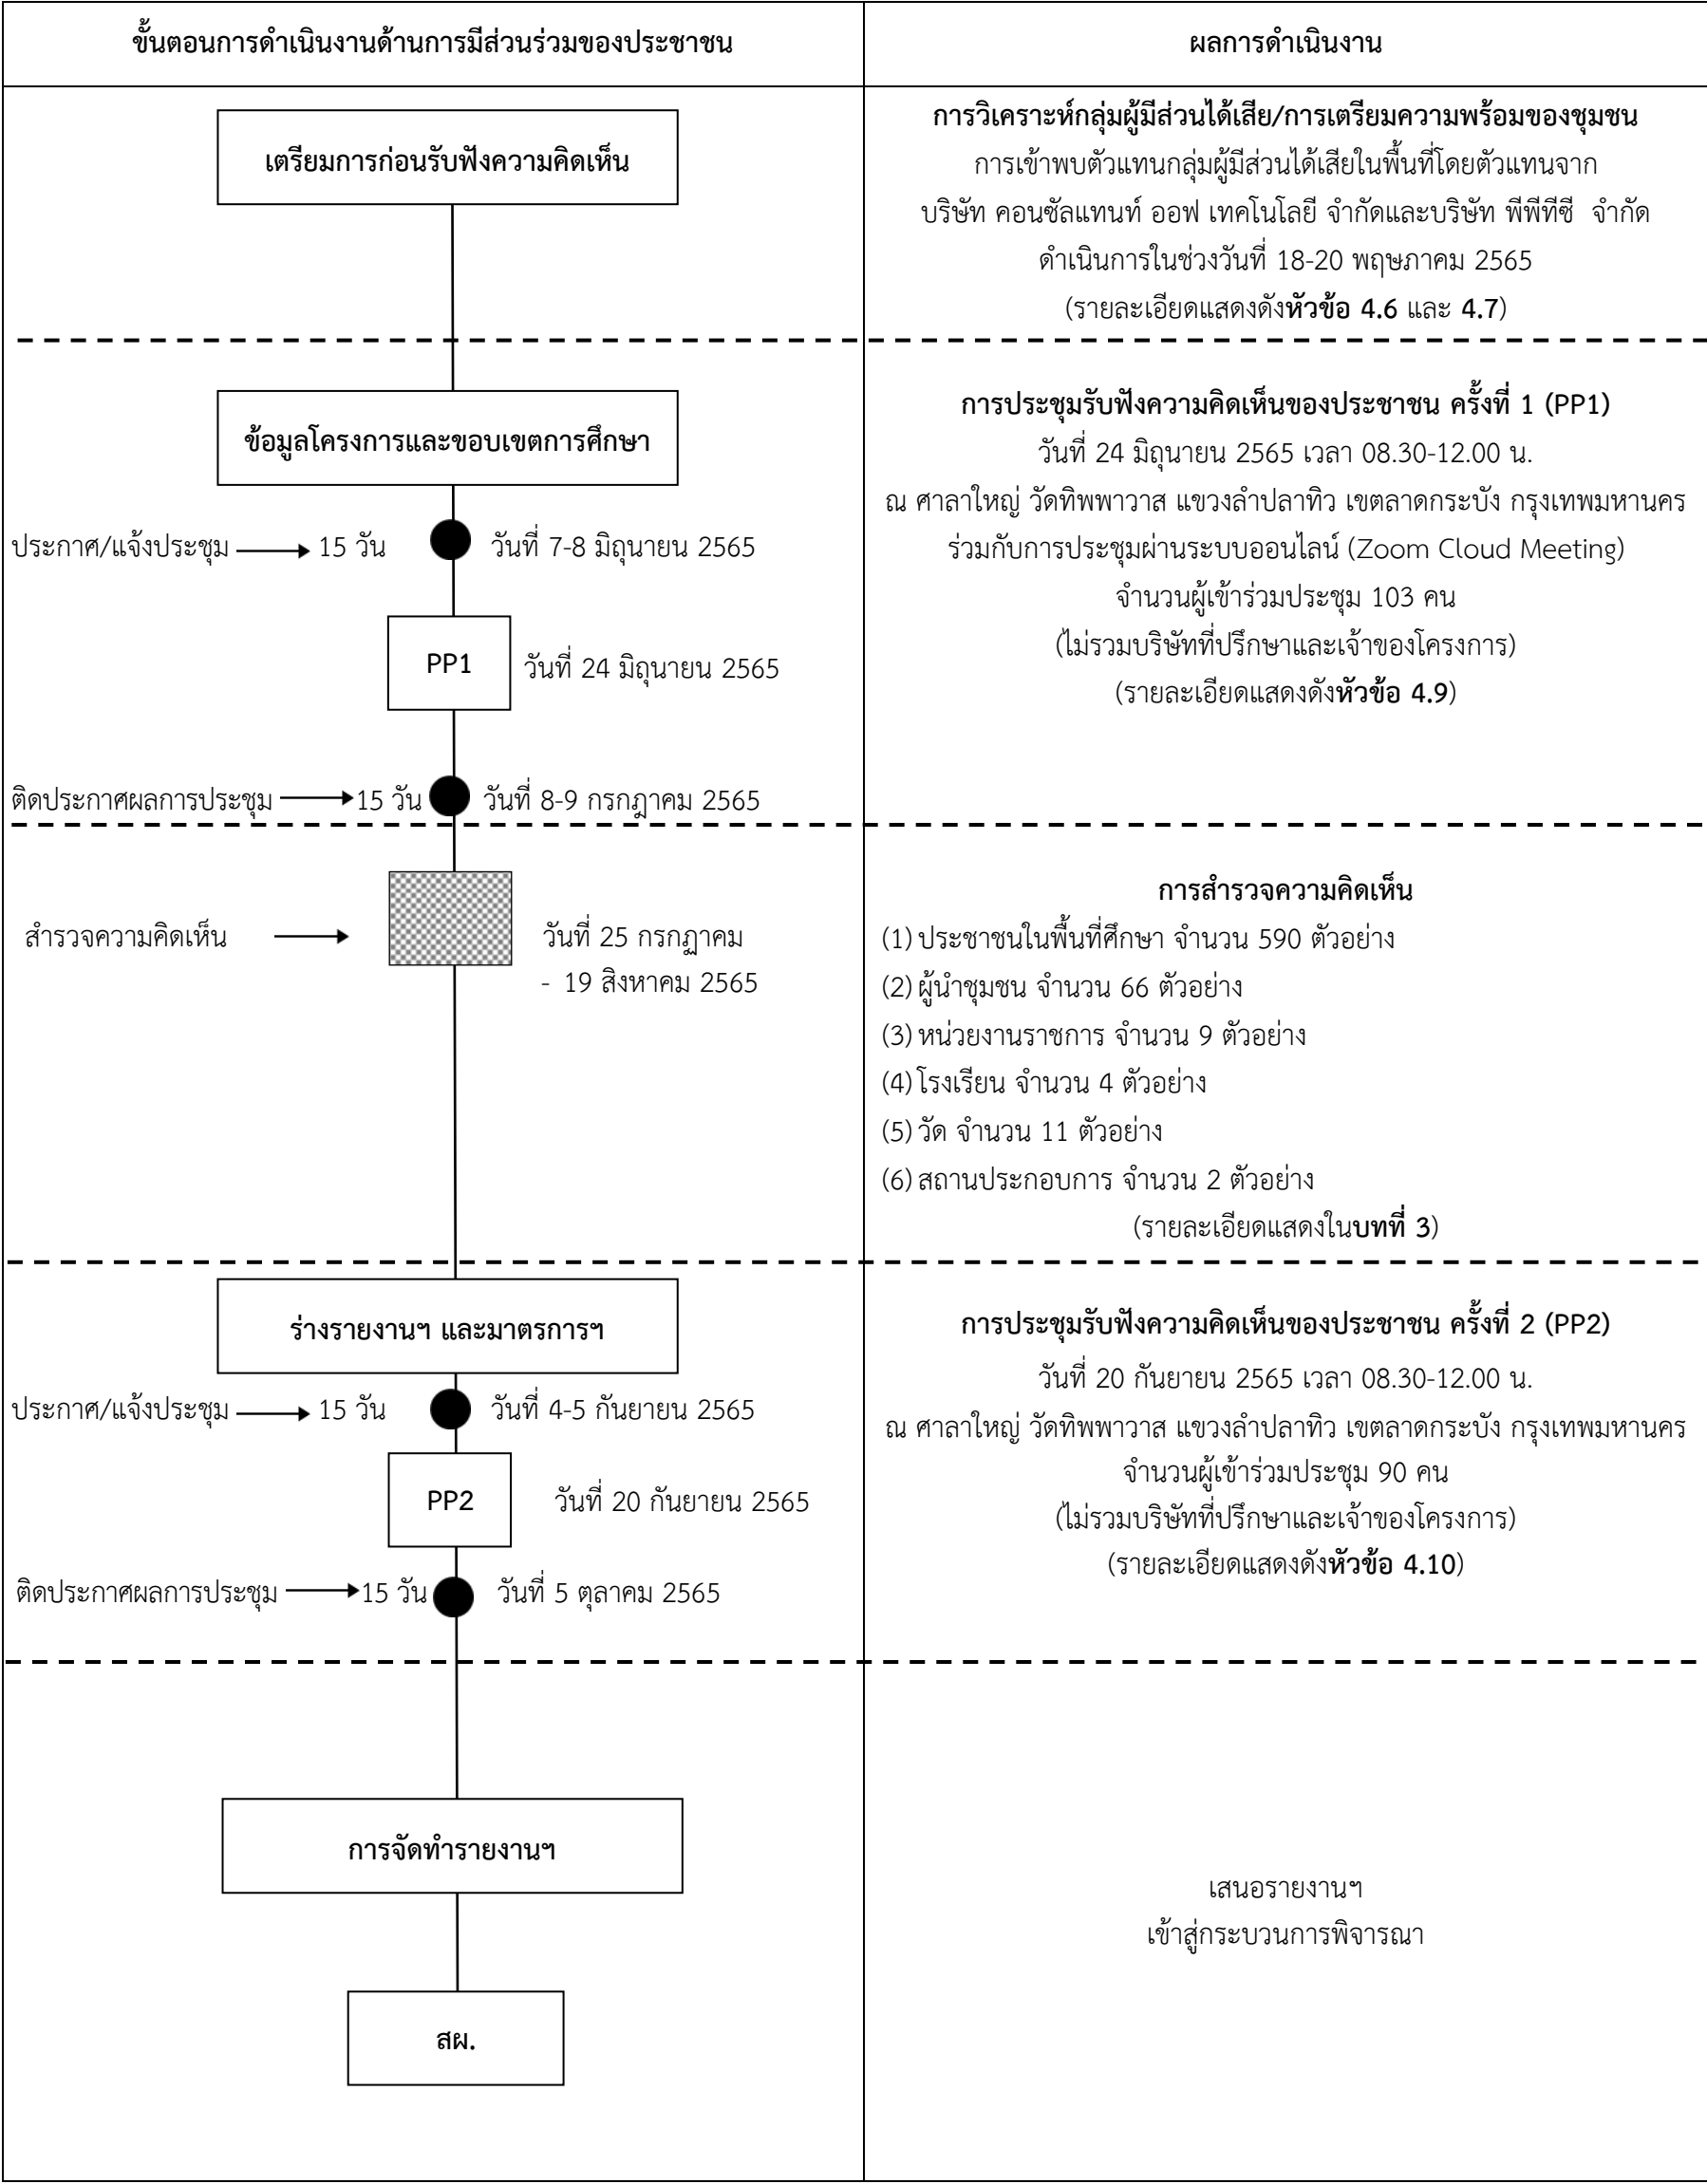 ขั้นตอนการดำเนินงานด้านการมีส่วนร่วมของประชาชน
ผลการดำเนินงาน
เตรียมการก่อนรับฟังความคิดเห็น
การวิเคราะห์กลุ่มผู้มีส่วนได้เสีย/การเตรียมความพร้อมของชุมชน
การเข้าพบตัวแทนกลุ่มผู้มีส่วนได้เสียในพื้นที่โดยตัวแทนจาก
บริษัท คอนซัลแทนท์ ออฟ เทคโนโลยี จำกัดและบริษัท พีพีทีซี จำกัด
ดำเนินการในช่วงวันที่ 18-20 พฤษภาคม 2565
(รายละเอียดแสดงดังหัวข้อ 4.6 และ 4.7)
ข้อมูลโครงการและขอบเขตการศึกษา
ประกาศ/แจ้งประชุม 15 วัน วันที่ 7-8 มิถุนายน 2565
PP1 วันที่ 24 มิถุนายน 2565
ติดประกาศผลการประชุม 15 วัน วันที่ 8-9 กรกฎาคม 2565
การประชุมรับฟังความคิดเห็นของประชาชน ครั้งที่ 1 (PP1)
วันที่ 24 มิถุนายน 2565 เวลา 08.30-12.00 น.
ณ ศาลาใหญ่ วัดทิพพาวาส แขวงลำปลาทิว เขตลาดกระบัง กรุงเทพมหานคร
ร่วมกับการประชุมผ่านระบบออนไลน์ (Zoom Cloud Meeting)
จำนวนผู้เข้าร่วมประชุม 103 คน
(ไม่รวมบริษัทที่ปรึกษาและเจ้าของโครงการ)
(รายละเอียดแสดงดังหัวข้อ 4.9)
สำรวจความคิดเห็น วันที่ 25 กรกฏาคม
- 19 สิงหาคม 2565
การสำรวจความคิดเห็น
(1) ประชาชนในพื้นที่ศึกษา จำนวน 590 ตัวอย่าง
(2) ผู้นำชุมชน จำนวน 66 ตัวอย่าง
(3) หน่วยงานราชการ จำนวน 9 ตัวอย่าง
(4) โรงเรียน จำนวน 4 ตัวอย่าง
(5) วัด จำนวน 11 ตัวอย่าง
(6) สถานประกอบการ จำนวน 2 ตัวอย่าง
(รายละเอียดแสดงในบทที่ 3)
ร่างรายงานฯ และมาตรการฯ
ประกาศ/แจ้งประชุม 15 วัน วันที่ 4-5 กันยายน 2565
PP2 วันที่ 20 กันยายน 2565
ติดประกาศผลการประชุม 15 วัน วันที่ 5 ตุลาคม 2565
การประชุมรับฟังความคิดเห็นของประชาชน ครั้งที่ 2 (PP2)
วันที่ 20 กันยายน 2565 เวลา 08.30-12.00 น.
ณ ศาลาใหญ่ วัดทิพพาวาส แขวงลำปลาทิว เขตลาดกระบัง กรุงเทพมหานคร
จำนวนผู้เข้าร่วมประชุม 90 คน
(ไม่รวมบริษัทที่ปรึกษาและเจ้าของโครงการ)
(รายละเอียดแสดงดังหัวข้อ 4.10)
การจัดทำรายงานฯ
สผ.
เสนอรายงานฯ
เข้าสู่กระบวนการพิจารณา